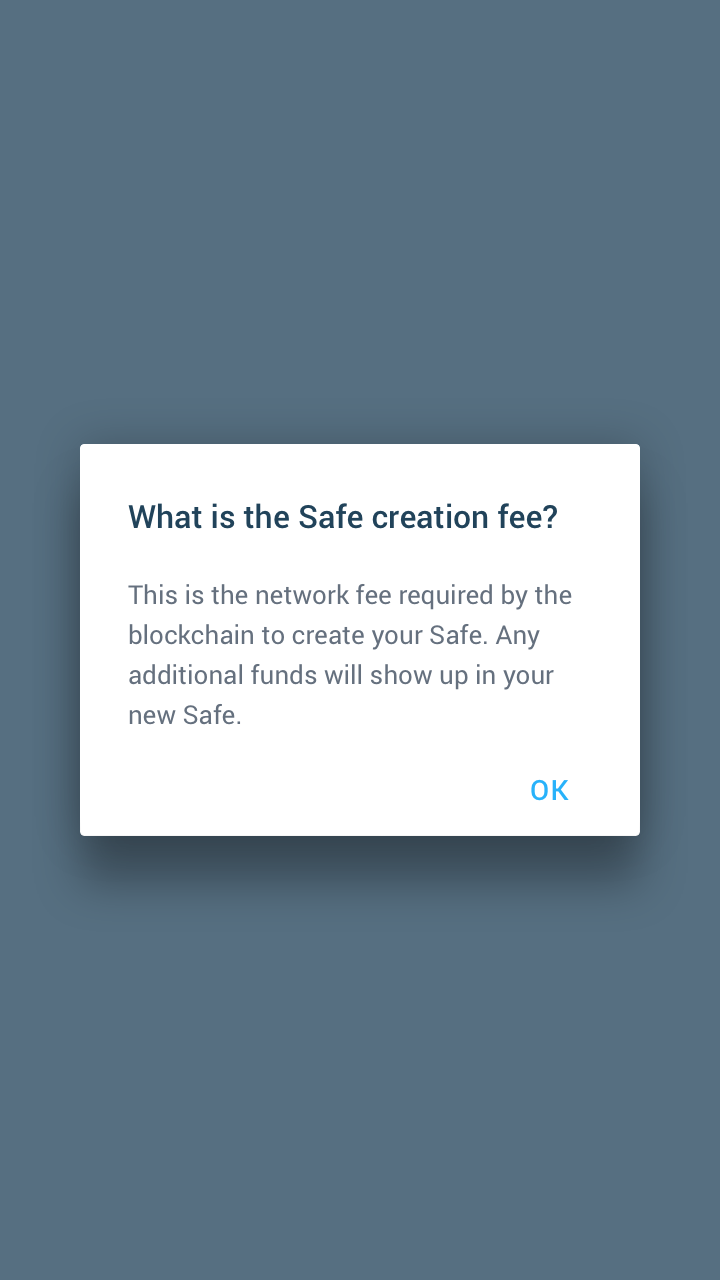 What is the Safe creation fee?
This is the network fee required by the
blockchain to create your Safe. Any
additional funds will show up in your
new Safe.
OK